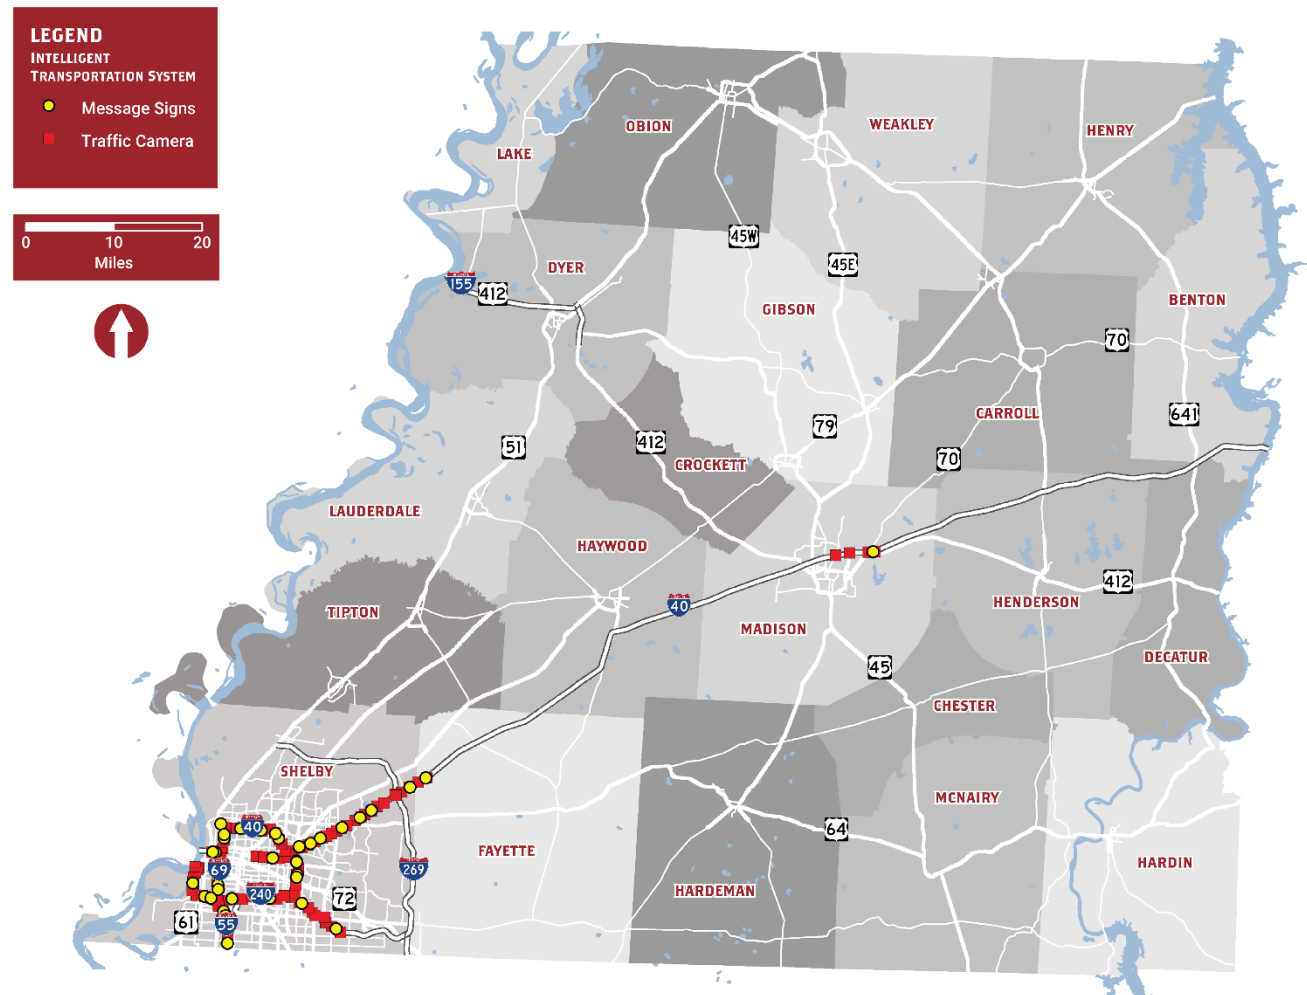 LEGEND
INTELLIGENT
TRANSPORTATION SYSTEM
Message Signs
Traffic Camera
0 10 20
Miles
OBION
WEAKLEY
HENRY
LAKE
45W
45E
DYER
155
412
BENTON
GIBSON
70
CARROLL
641
79
51
412
CROCKETT
70
LAUDERDALE
HAYWOOD
412
40
HENDERSON
TIPTON
MADISON
DECATUR
45
CHESTER
SHELBY
MCNAIRY
40
64
FAYETTE
HARDIN
69
269
HARDEMAN
240
72
61
55